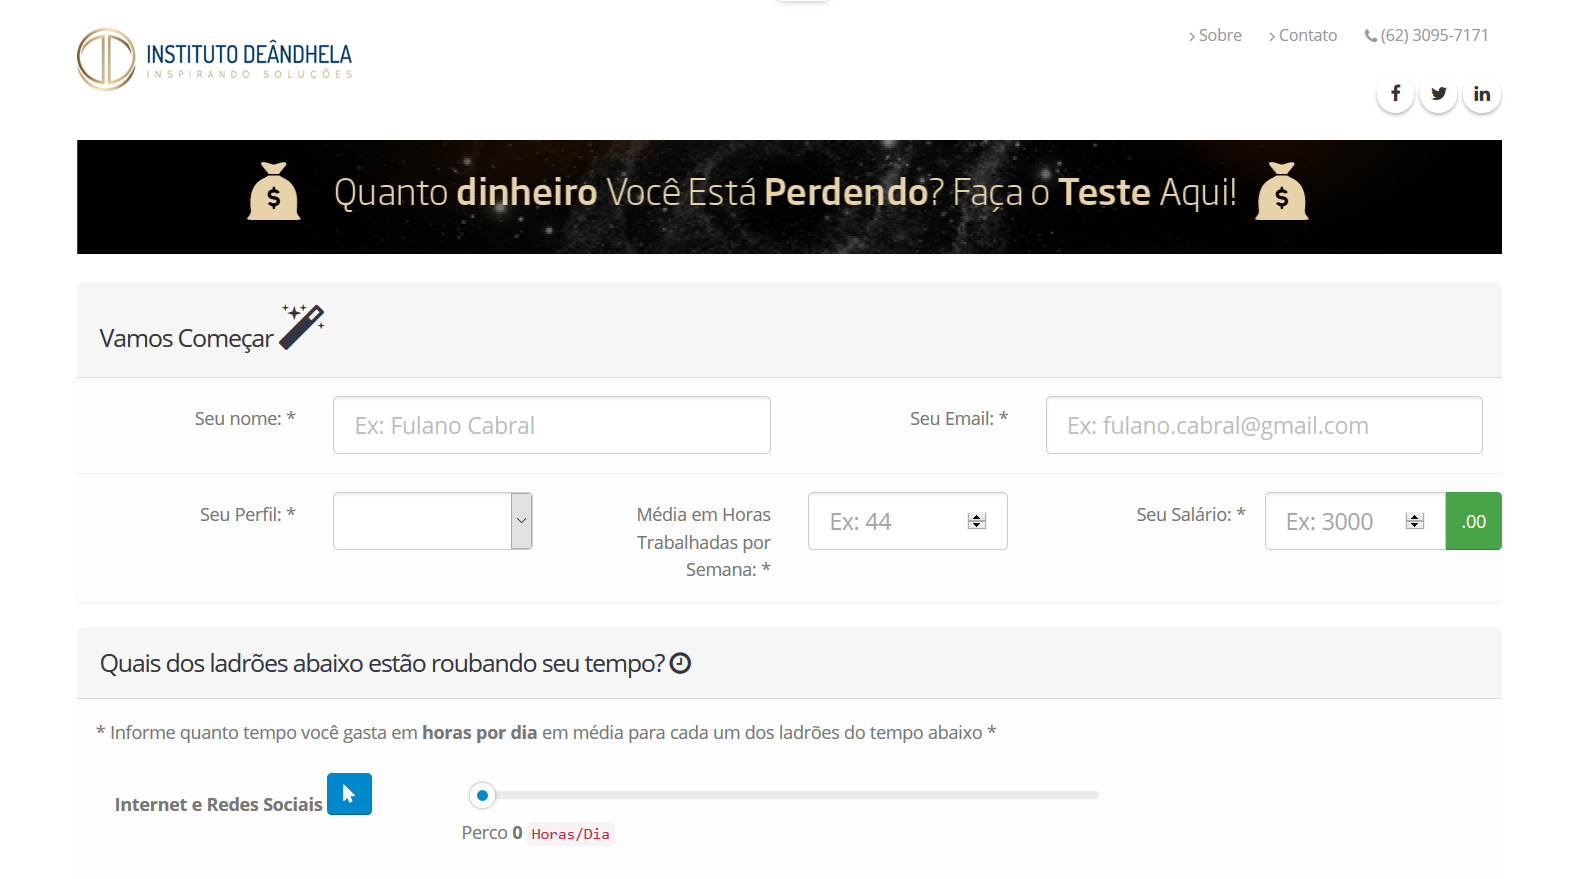 INSTITUTO DEÂNDHELA
INSPIRANDO SOLUÇÕES
Sobre
Contato
(62) 3095-7171
Quanto dinheiro Você Está Perdendo? Faça o Teste Aqui!
Vamos Começar
Seu nome: *
Ex: Fulano Cabral
Seu Email: *
Ex: fulano.cabral@gmail.com
Seu Perfil: *
Média em Horas
Trabalhadas por
Semana: *
Ex: 44
Seu Salário: *
Ex: 3000
.00
Quais dos ladrões abaixo estão roubando seu tempo?
* Informe quanto tempo você gasta em horas por dia em média para cada um dos ladrões do tempo abaixo *
Internet e Redes Sociais
Perco 0 Horas/Dia